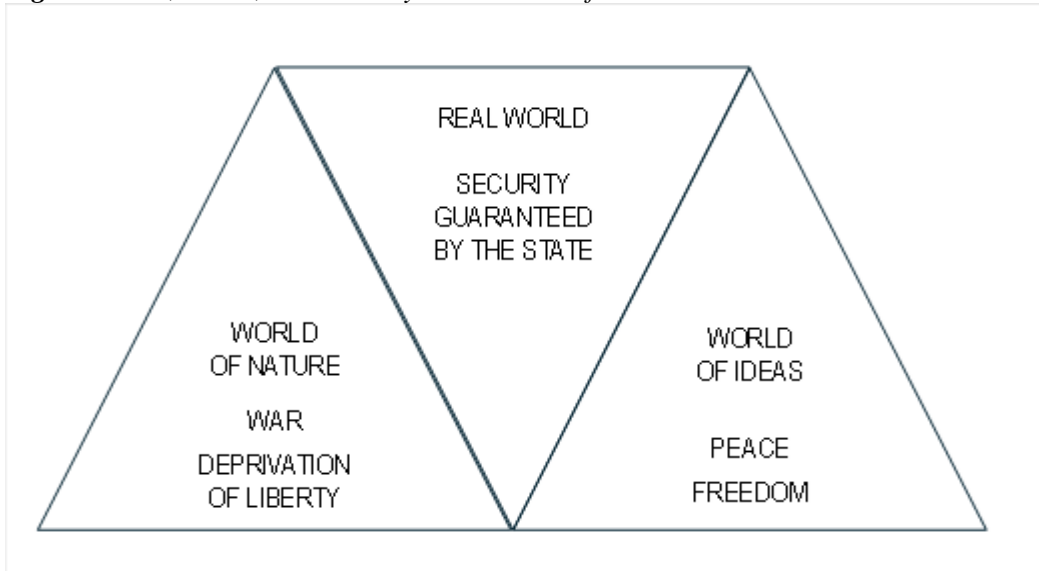 REAL WORLD
SECURITY
GUARANTEED
BY THE STATE
WORLD
OF NATURE
WAR
DEPRIVATION
OF LIBERTY
WORLD
OF IDEAS
PEACE
FREEDOM